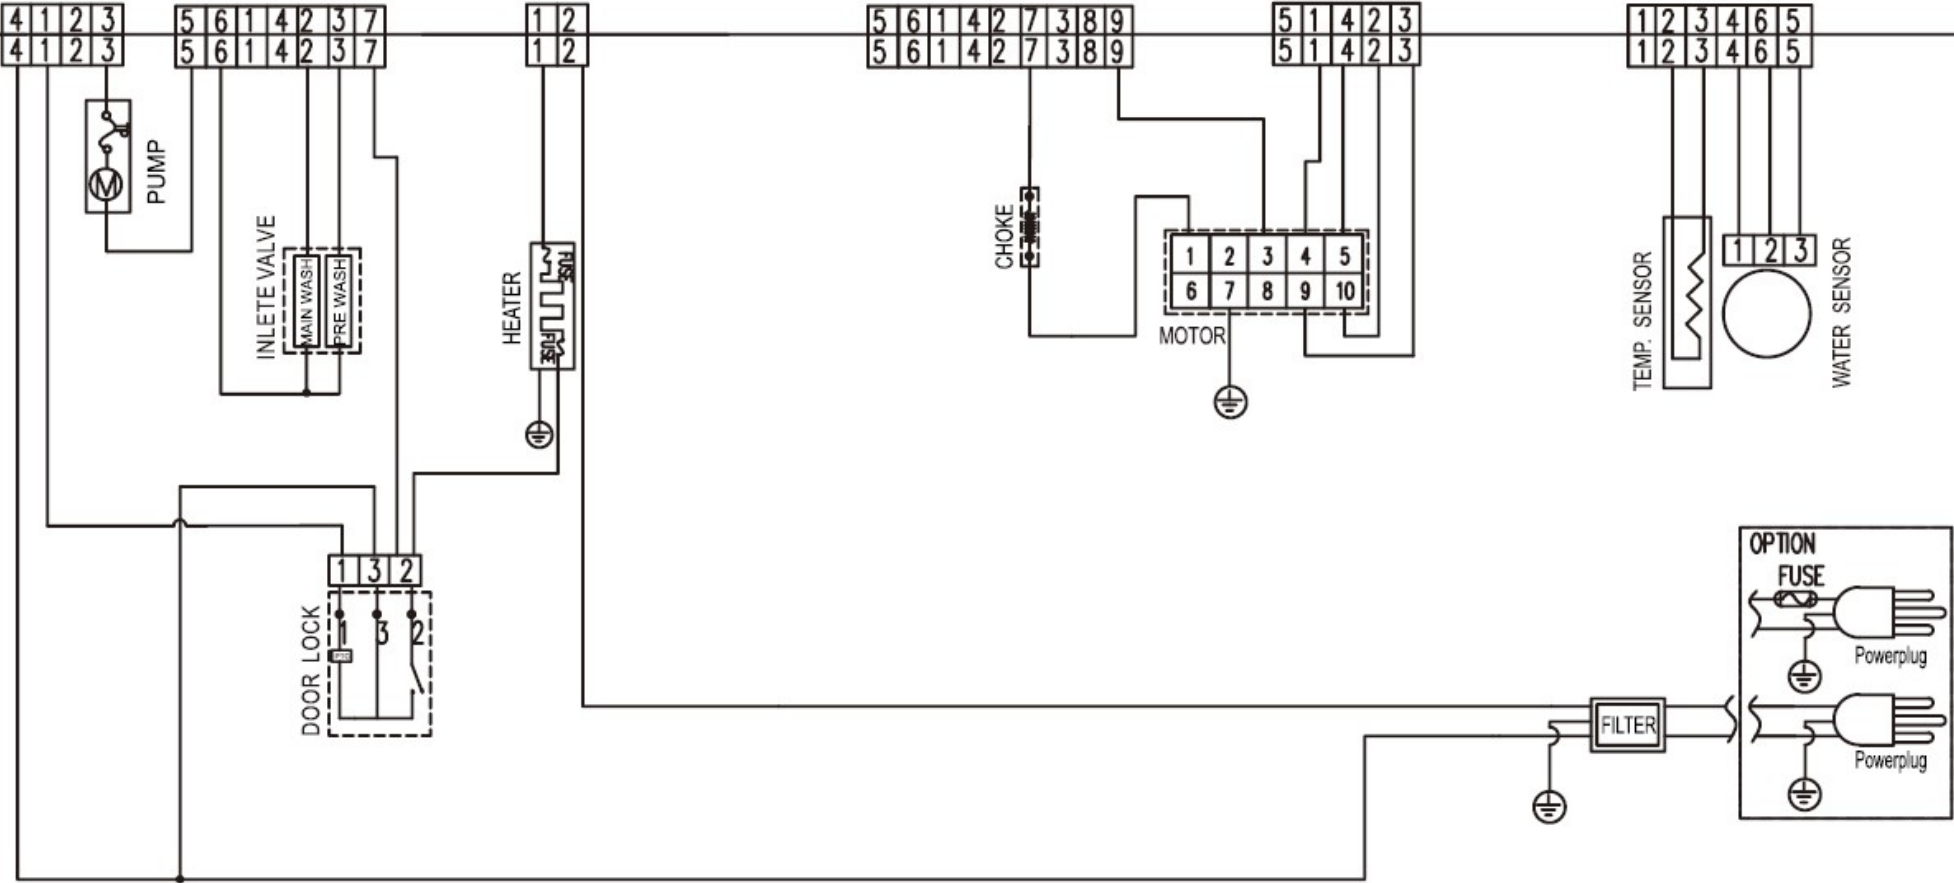 4 1 2 3
4 1 2 3
5 6 1 4 2 3 7
5 6 1 4 2 3 7
1 2
1 2
5 6 1 4 2 7 3 8 9
5 6 1 4 2 7 3 8 9
5 1 4 2 3
5 1 4 2 3
1 2 3 4 6 5
1 2 3 4 6 5
M
PUMP
INLETE VALVE
MAIN WASH
PRE WASH
HEATER
FUSE
FUSE
CHOKE
1 2 3 4 5
6 7 8 9 10
MOTOR
TEMP. SENSOR
1 2 3
WATER SENSOR
1 3 2
1 3 2
DOOR LOCK
FILTER
OPTION
FUSE
Powerplug
Powerplug